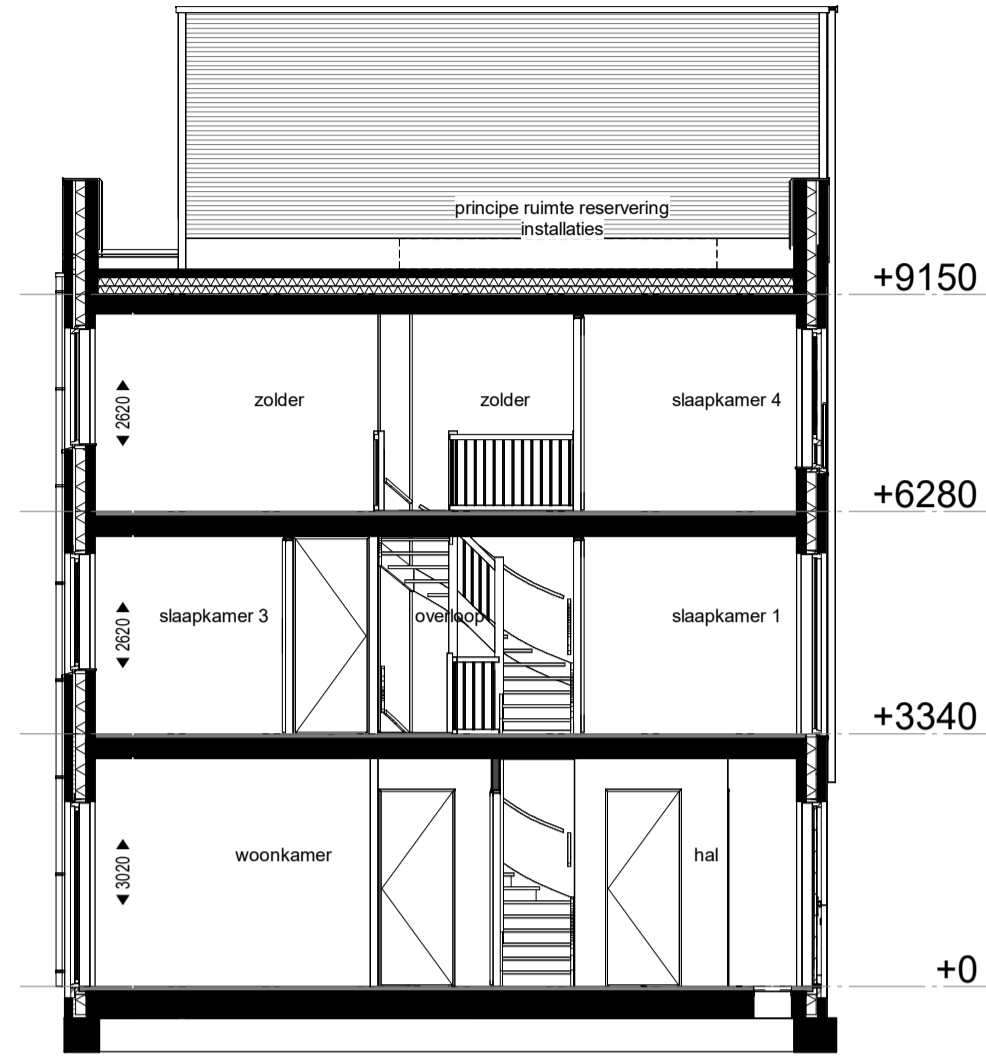 principe ruimte reservering
installaties
+9150
2620
zolder
zolder
slaapkamer 4
+6280
2620
slaapkamer 3
overloop
slaapkamer 1
+3340
3020
woonkamer
hal
+0